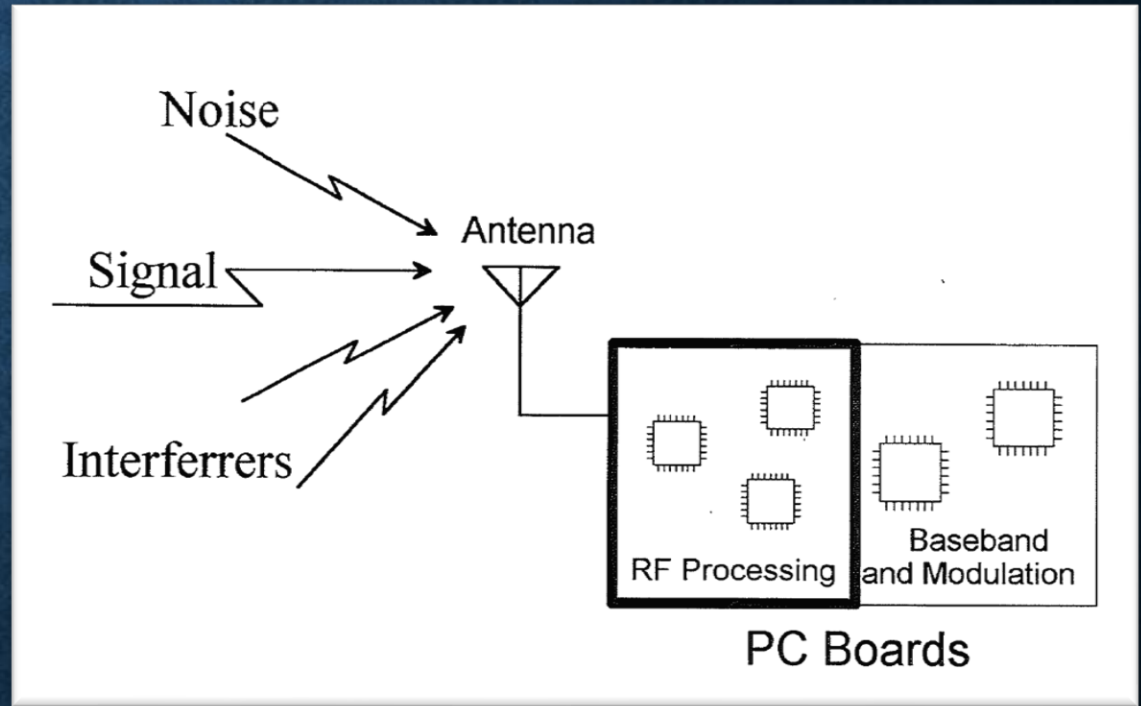 Noise
Antenna
Signal
Interferrers
RF Processing
Baseband
and Modulation
PC Boards